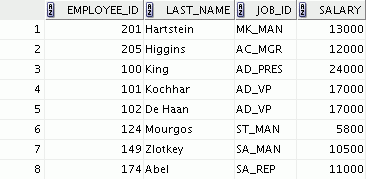 EMPLOYEE_ID LAST_NAME JOB_ID SALARY
1 201 Hartstein MK_MAN 13000
2 205 Higgins AC_MGR 12000
3 100 King AD_PRES 24000
4 101 Kochhar AD_VP 17000
5 102 De Haan AD_VP 17000
6 124 Mourgos ST_MAN 5800
7 149 Zlotkey SA_MAN 10500
8 174 Abel SA_REP 11000